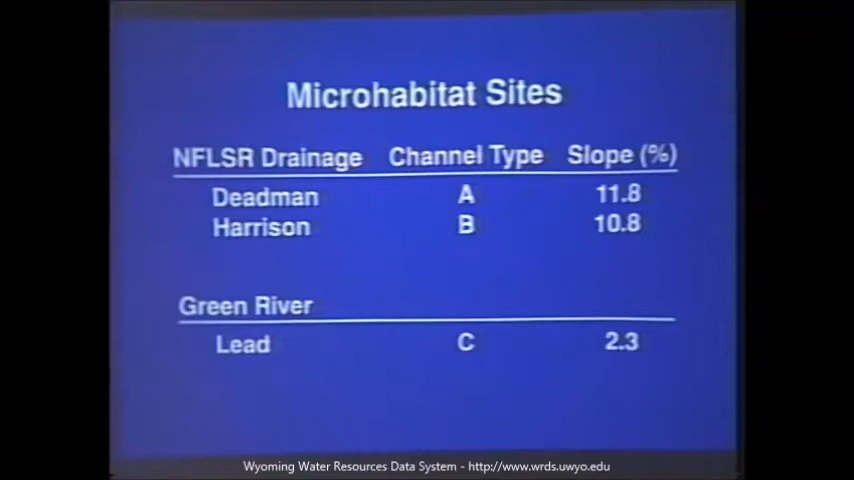 Microhabitat Sites
NFLSR Drainage Channel Type Slope (%)
Deadman A 11.8
Harrison B 10.8
Green River
Lead C 2.3
Wyoming Water Resources Data System - http://www.wrds.uwyo.edu